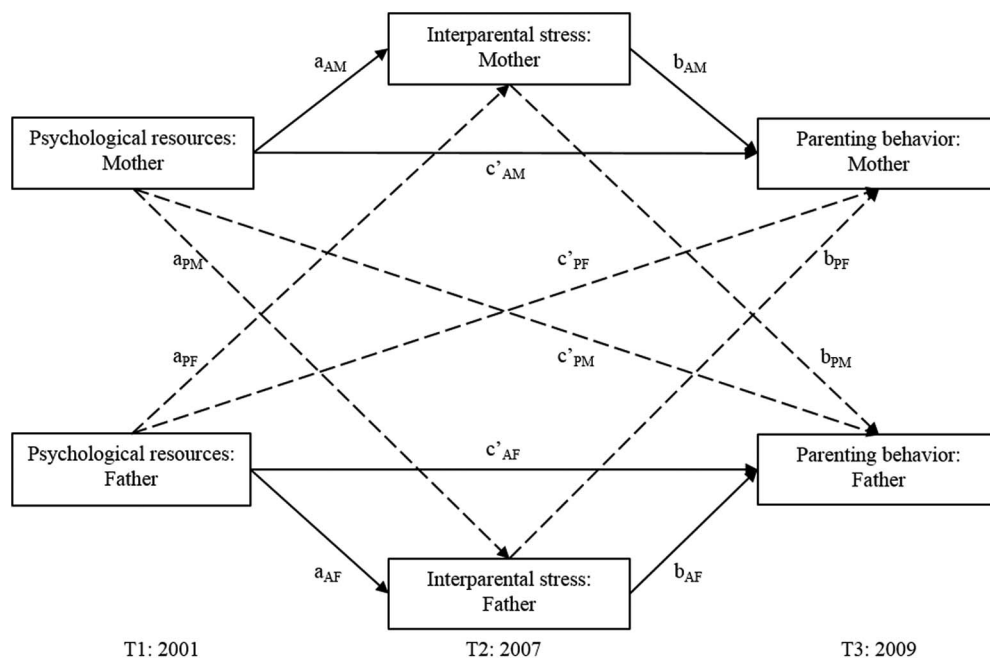 Interparental stress:
Mother
a_AM
b_AM
Psychological resources:
Mother
Parenting behavior:
Mother
c'_AM
a_PM
c'_PF
b_PF
a_PF
c'_PM
b_PM
Psychological resources:
Father
c'_AF
Parenting behavior:
Father
a_AF
Interparental stress:
Father
b_AF
T1: 2001
T2: 2007
T3: 2009